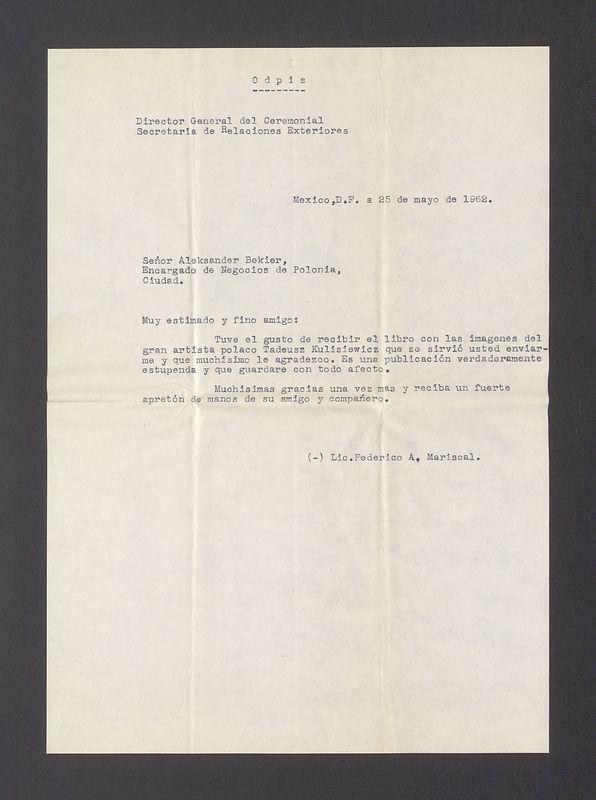 Odpis
Director General del Ceremonial
Secretaria de Relaciones Exteriores
Mexico,D.F. a 25 de mayo de 1962.
Señor Aleksander Bekier,
Encargado de Negocios de Polonia,
Ciudad.
Muy estimado y fino amigo:
Tuve el gusto de recibir el libro con las imagenes del
gran artista polaco Tadeusz Kulisiewicz que se sirvió usted enviar-
me y que muchisimo le agradezco. Es una publicación verdaderamente
estupenda y que guardare con todo afecto.
Muchisimas gracias una vez mas y reciba un fuerte
apretón de manos de su amigo y compañero.
(-) Lic.Federico A. Mariscal.